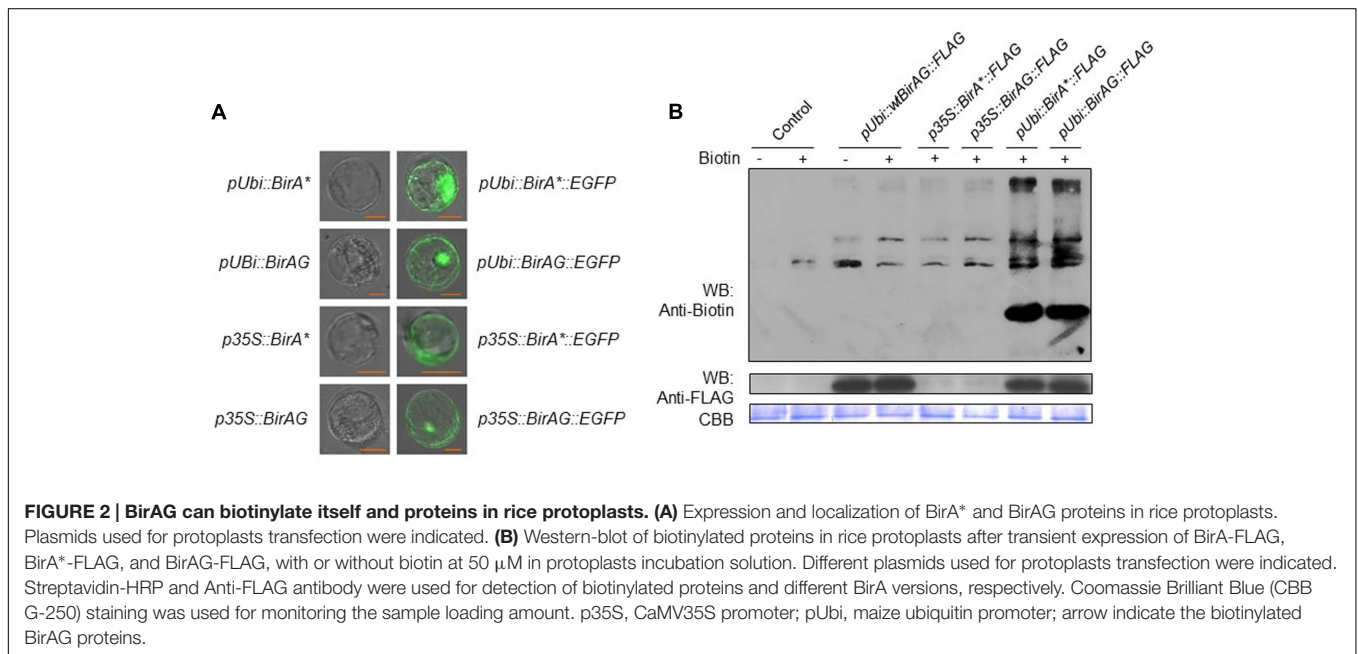 A
B
pUbi::BirA*
pUbi::BirA*::EGFP
pUBi::BirAG
pUbi::BirAG::EGFP
p35S::BirA*
p35S::BirA*::EGFP
p35S::BirAG
p35S::BirAG::EGFP
Control
pUbi::wtBirAG::FLAG
p35S::BirA*::FLAG
p35S::BirAG::FLAG
pUbi::BirA*::FLAG
pUbi::BirAG::FLAG
Biotin - + - + + + + +
WB:
Anti-Biotin
WB:
Anti-FLAG
CBB
FIGURE 2 | BirAG can biotinylate itself and proteins in rice protoplasts. (A) Expression and localization of BirA* and BirAG proteins in rice protoplasts.
Plasmids used for protoplasts transfection were indicated. (B) Western-blot of biotinylated proteins in rice protoplasts after transient expression of BirA-FLAG,
BirA*-FLAG, and BirAG-FLAG, with or without biotin at 50 μM in protoplasts incubation solution. Different plasmids used for protoplasts transfection were indicated.
Streptavidin-HRP and Anti-FLAG antibody were used for detection of biotinylated proteins and different BirA versions, respectively. Coomassie Brilliant Blue (CBB
G-250) staining was used for monitoring the sample loading amount. p35S, CaMV35S promoter; pUbi, maize ubiquitin promoter; arrow indicate the biotinylated
BirAG proteins.